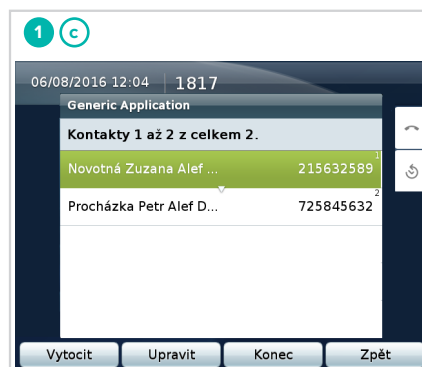 1 c
06/08/2016 12:04 1817
Generic Application
Kontakty 1 až 2 z celkem 2.
Novotná Zuzana Alef ... 215632589 1
Procházka Petr Alef D... 725845632 2
Vytocit Upravit Konec Zpět